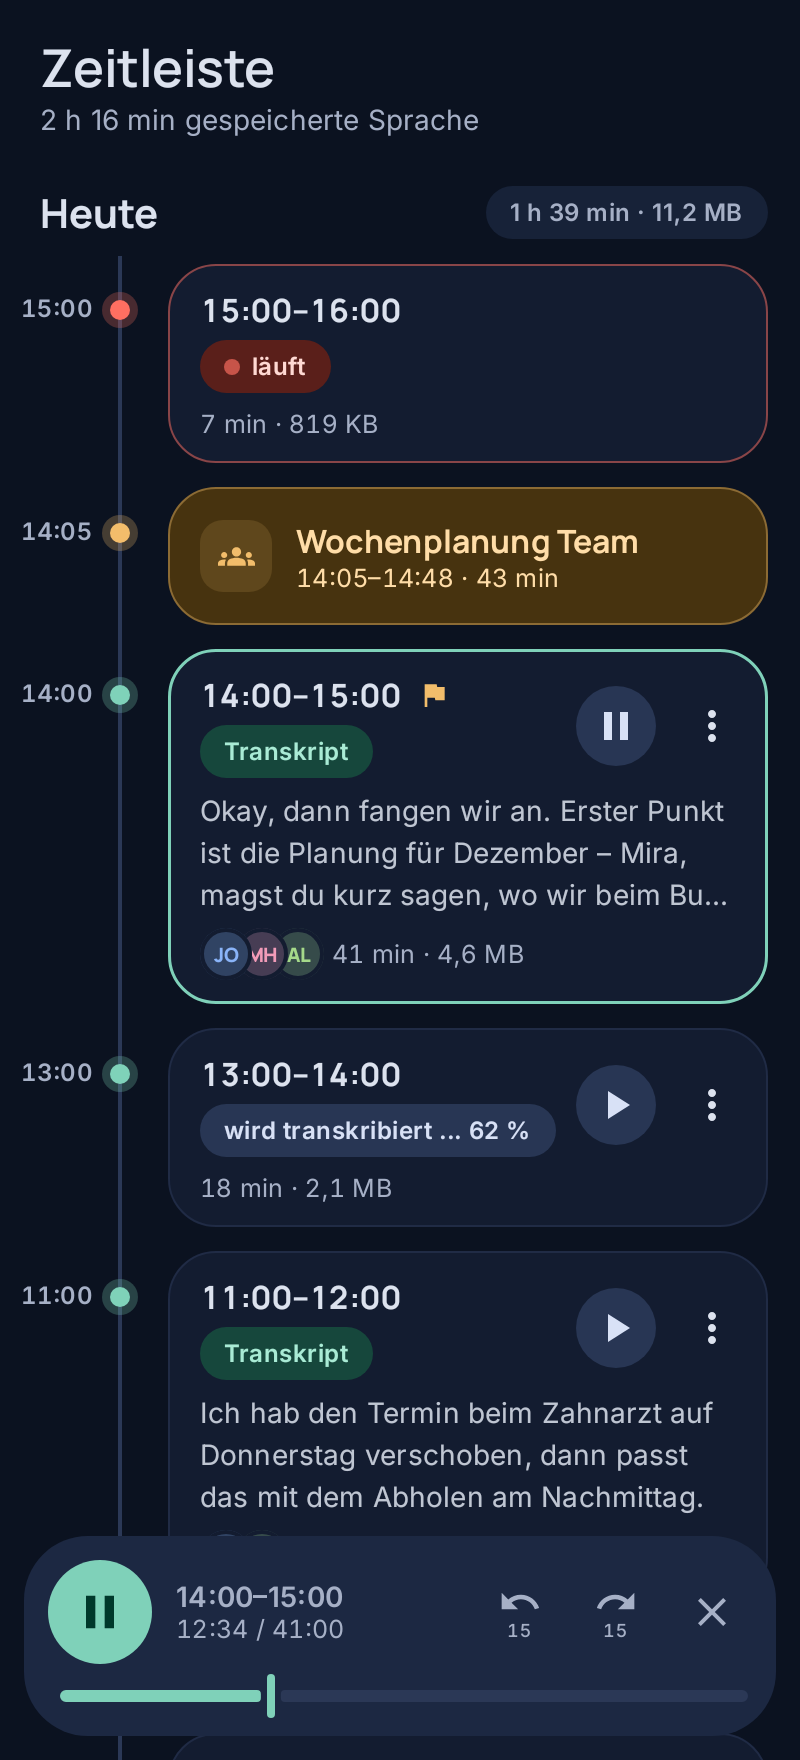 Zeitleiste
2 h 16 min gespeicherte Sprache
Heute
1 h 39 min · 11,2 MB
15:00
15:00–16:00
läuft
7 min · 819 KB
14:05
Wochenplanung Team
14:05–14:48 · 43 min
14:00
14:00–15:00
Transkript
Okay, dann fangen wir an. Erster Punkt
ist die Planung für Dezember – Mira,
magst du kurz sagen, wo wir beim Bu...
JO MH AL 41 min · 4,6 MB
13:00
13:00–14:00
wird transkribiert ... 62 %
18 min · 2,1 MB
11:00
11:00–12:00
Transkript
Ich hab den Termin beim Zahnarzt auf
Donnerstag verschoben, dann passt
das mit dem Abholen am Nachmittag.
14:00–15:00
12:34 / 41:00
15
15